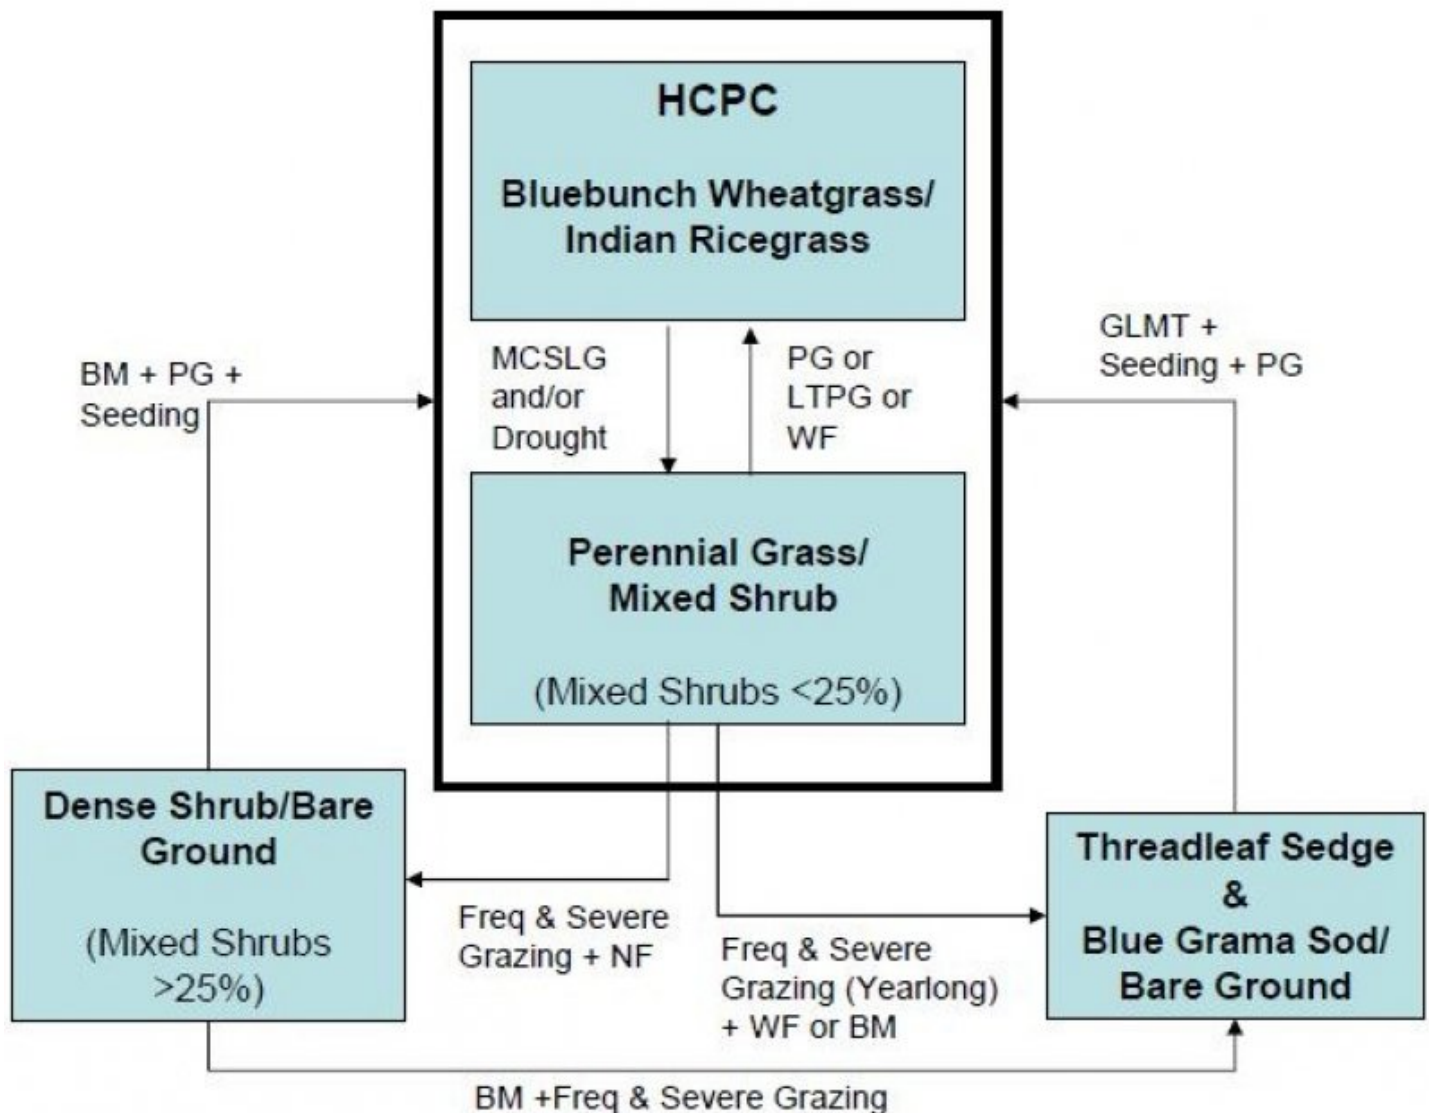 HCPC
Bluebunch Wheatgrass/
Indian Ricegrass
BM + PG +
Seeding
MCSLG
and/or
Drought
PG or
LTPG or
WF
GLMT +
Seeding + PG
Perennial Grass/
Mixed Shrub
(Mixed Shrubs <25%)
Dense Shrub/Bare
Ground
(Mixed Shrubs
>25%)
Freq & Severe
Grazing + NF
Freq & Severe
Grazing (Yearlong)
+ WF or BM
Threadleaf Sedge
&
Blue Grama Sod/
Bare Ground
BM +Freq & Severe Grazing